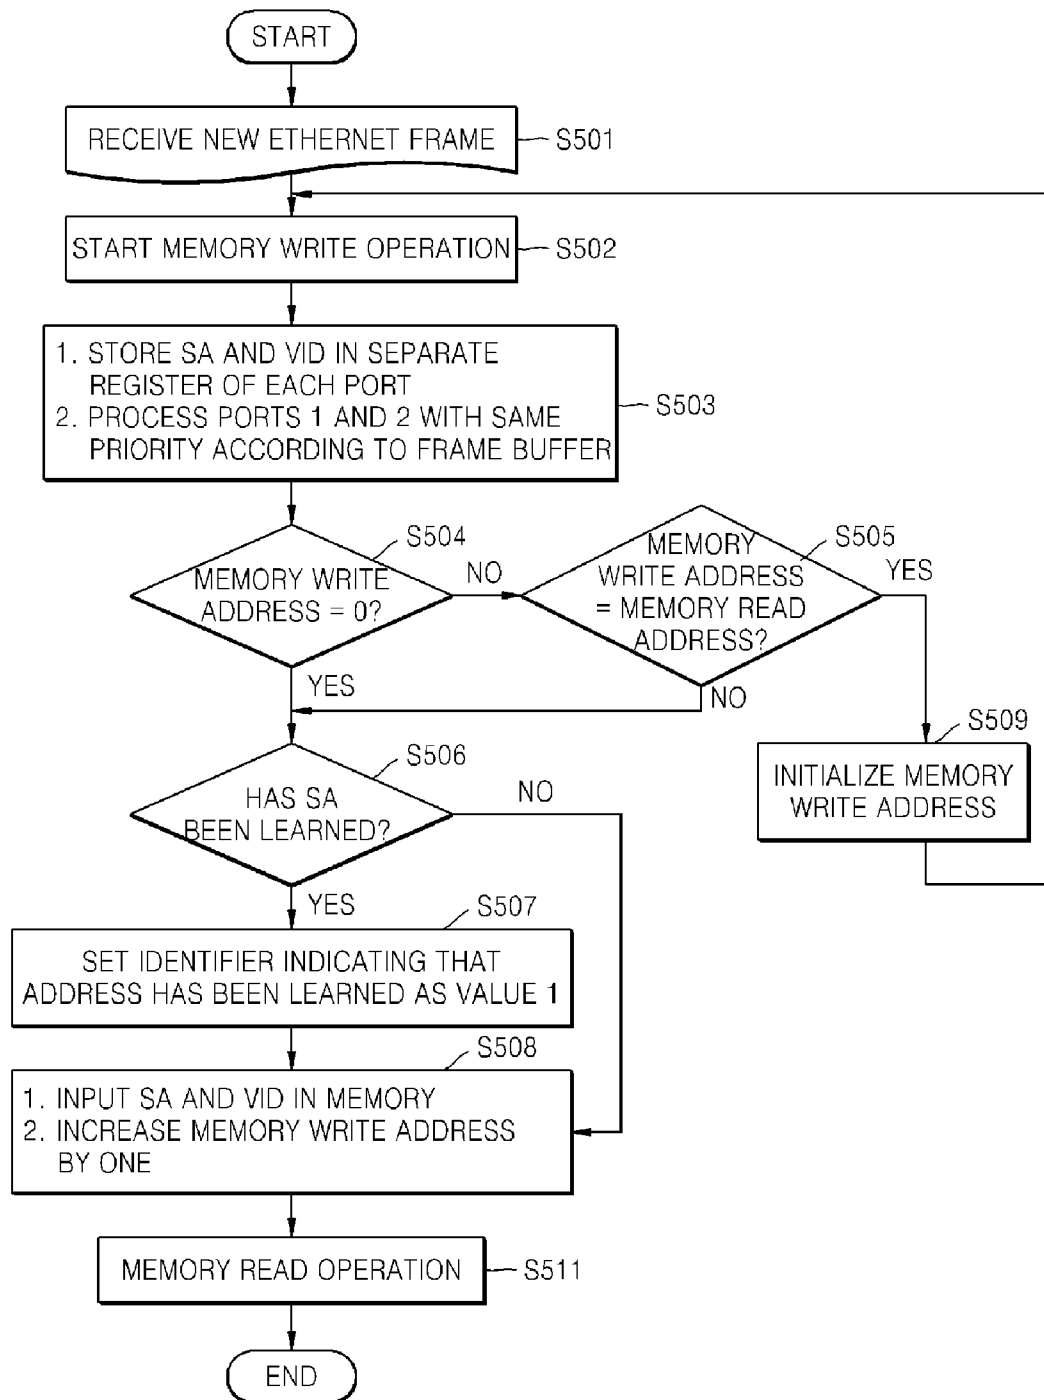 START
RECEIVE NEW ETHERNET FRAME
S501
START MEMORY WRITE OPERATION
S502
1. STORE SA AND VID IN SEPARATE
REGISTER OF EACH PORT
2. PROCESS PORTS 1 AND 2 WITH SAME
PRIORITY ACCORDING TO FRAME BUFFER
S503
S504
MEMORY WRITE
ADDRESS = 0?
NO
YES
S505
MEMORY
WRITE ADDRESS
= MEMORY READ
ADDRESS?
YES
NO
S509
INITIALIZE MEMORY
WRITE ADDRESS
S506
HAS SA
BEEN LEARNED?
NO
YES
S507
SET IDENTIFIER INDICATING THAT
ADDRESS HAS BEEN LEARNED AS VALUE 1
S508
1. INPUT SA AND VID IN MEMORY
2. INCREASE MEMORY WRITE ADDRESS
BY ONE
MEMORY READ OPERATION
S511
END